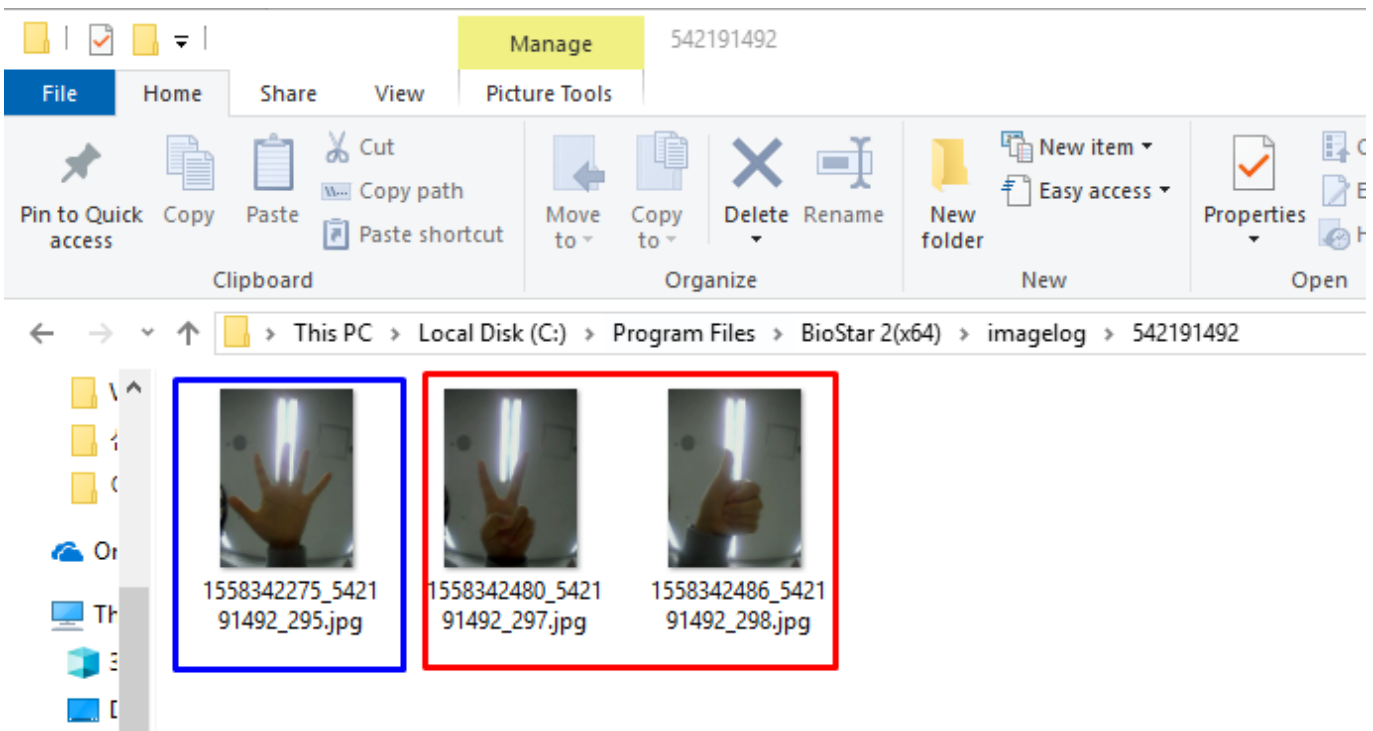 Manage 542191492
File Home Share View Picture Tools
Pin to Quick access
Copy
Paste
Cut
Copy path
Paste shortcut
Clipboard
Move to
Copy to
Delete
Rename
Organize
New folder
New item
Easy access
New
Properties
Open
This PC > Local Disk (C:) > Program Files > BioStar 2(x64) > imagelog > 542191492
1558342275_5421
91492_295.jpg
1558342480_5421
91492_297.jpg
1558342486_5421
91492_298.jpg